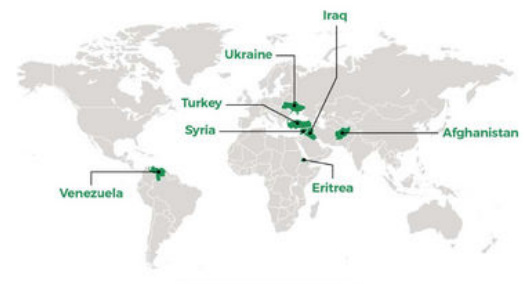 Iraq
Ukraine
Turkey
Syria
Afghanistan
Venezuela
Eritrea